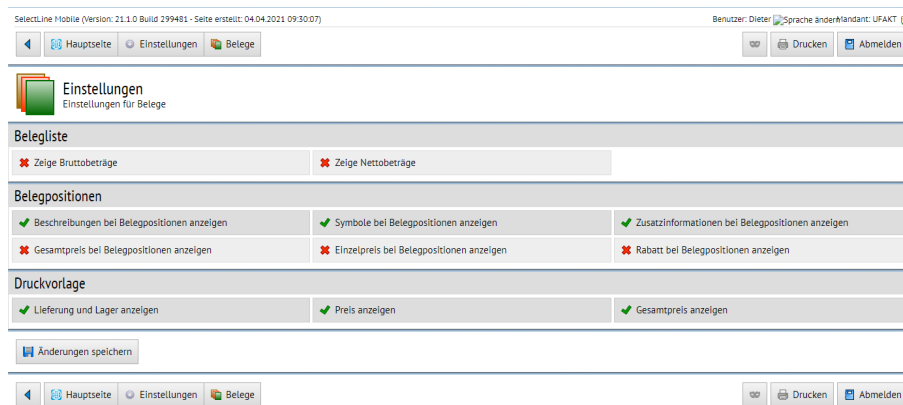 SelectLine Mobile (Version: 21.1.0 Build 299481 - Seite erstellt: 04.04.2021 09:30:07) Benutzer: Dieter Sprache ändern Mandant: UFAKT (
Hauptseite Einstellungen Belege Drucken Abmelden
Einstellungen
Einstellungen für Belege
Belegliste
Zeige Bruttobeträge Zeige Nettobeträge
Belegpositionen
Beschreibungen bei Belegpositionen anzeigen Symbole bei Belegpositionen anzeigen Zusatzinformationen bei Belegpositionen anzeigen
Gesamtpreis bei Belegpositionen anzeigen Einzelpreis bei Belegpositionen anzeigen Rabatt bei Belegpositionen anzeigen
Druckvorlage
Lieferung und Lager anzeigen Preis anzeigen Gesamtpreis anzeigen
Änderungen speichern
Hauptseite Einstellungen Belege Drucken Abmelden